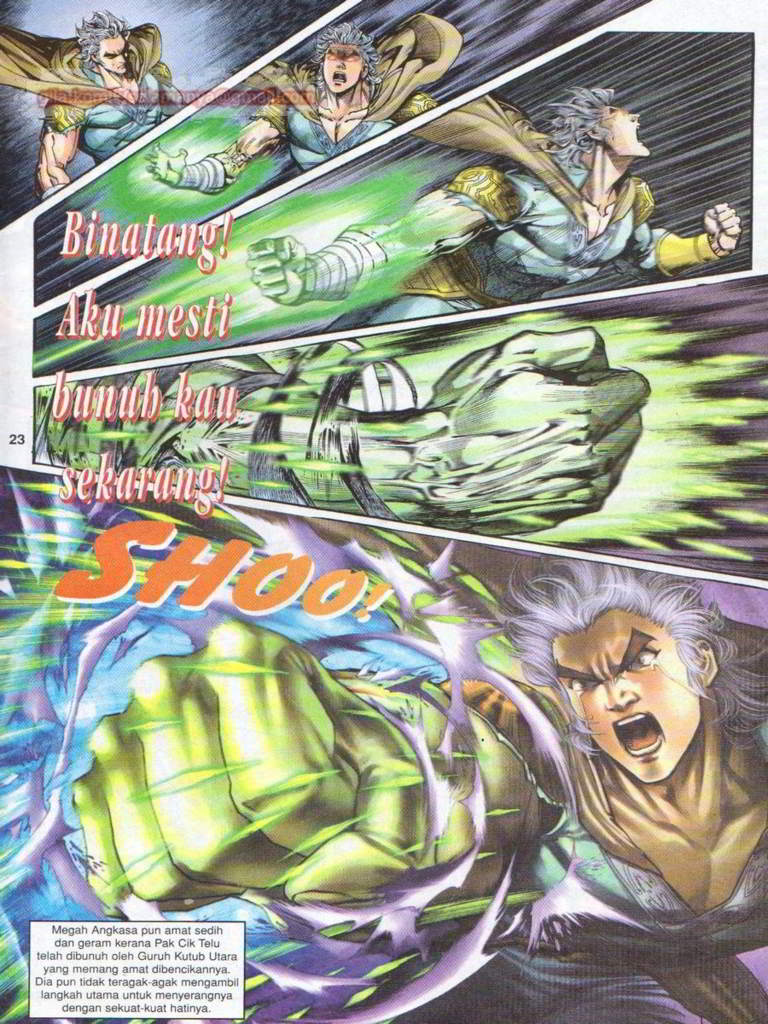 Binatang!
Aku mesti
bunuh kau
sekarang!
23
SHOO!
Megah Angkasa pun amat sedih
dan geram kerana Pak Cik Telu
telah dibunuh oleh Guruh Kutub Utara
yang memang amat dibencikannya.
Dia pun tidak teragak-agak mengambil
langkah utama untuk menyerangnya
dengan sekuat-kuat hatinya.